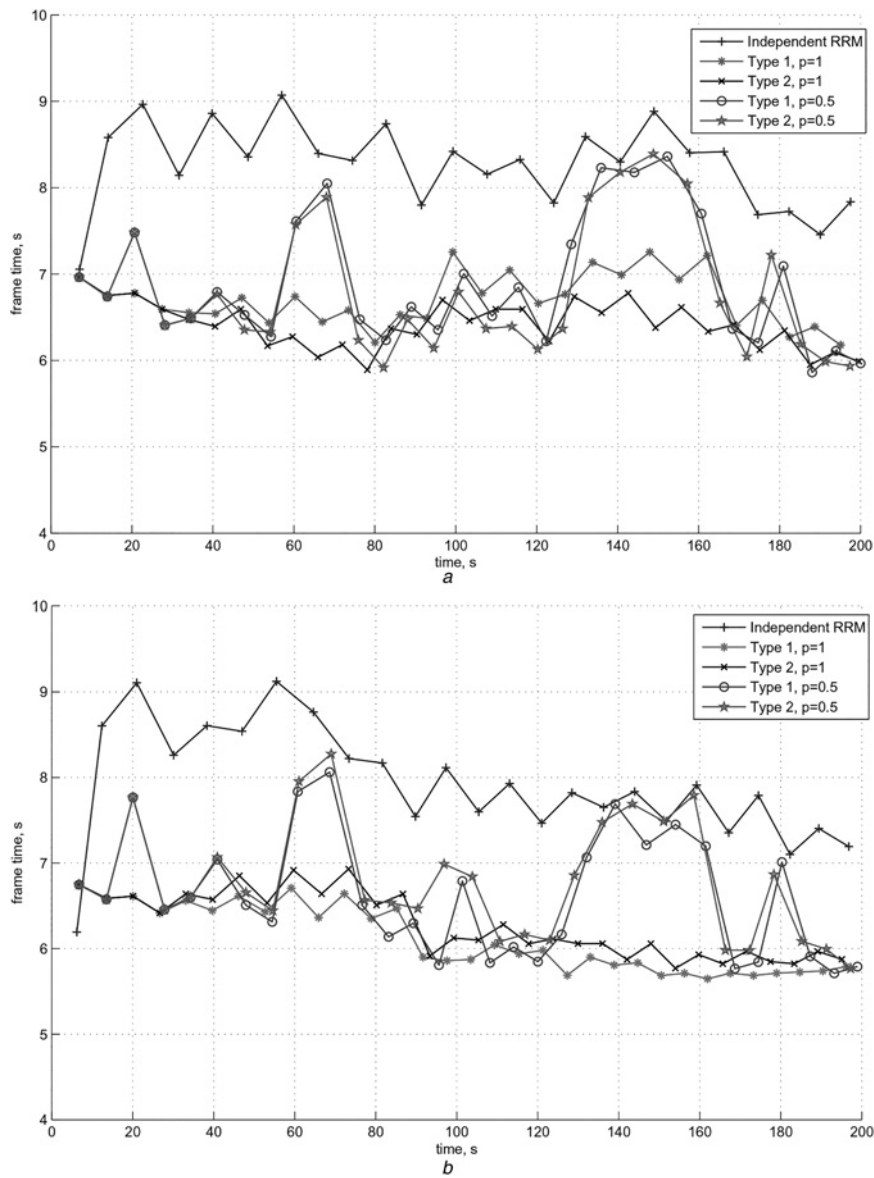 10
9
8
7
6
5
4
frame time, s
0 20 40 60 80 100 120 140 160 180 200
time, s
a
Independent RRM
Type 1, p=1
Type 2, p=1
Type 1, p=0.5
Type 2, p=0.5
10
9
8
7
6
5
4
frame time, s
0 20 40 60 80 100 120 140 160 180 200
time, s
b
Independent RRM
Type 1, p=1
Type 2, p=1
Type 1, p=0.5
Type 2, p=0.5